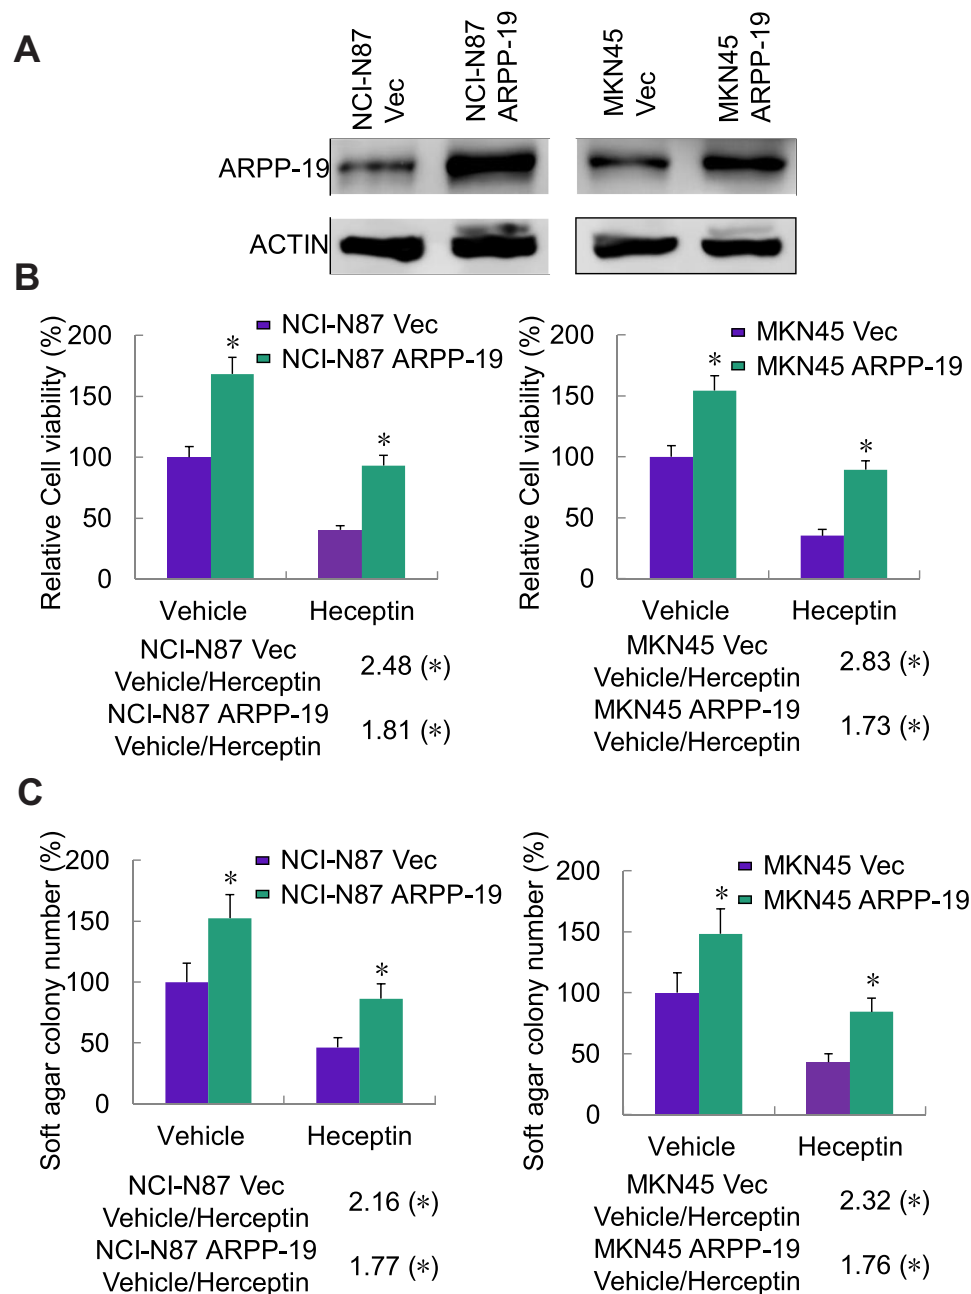 A
NCI-N87
Vec
NCI-N87
ARPP-19
MKN45
Vec
MKN45
ARPP-19
ARPP-19
ACTIN
B
Relative Cell viability (%)
200
150
100
50
0
NCI-N87 Vec
NCI-N87 ARPP-19
*
*
Vehicle
Heceptin
NCI-N87 Vec
Vehicle/Herceptin
2.48 (*)
NCI-N87 ARPP-19
Vehicle/Herceptin
1.81 (*)
Relative Cell viability (%)
200
150
100
50
0
MKN45 Vec
MKN45 ARPP-19
*
*
Vehicle
Heceptin
MKN45 Vec
Vehicle/Herceptin
2.83 (*)
MKN45 ARPP-19
Vehicle/Herceptin
1.73 (*)
C
Soft agar colony number (%)
200
150
100
50
0
NCI-N87 Vec
NCI-N87 ARPP-19
*
*
Vehicle
Heceptin
NCI-N87 Vec
Vehicle/Herceptin
2.16 (*)
NCI-N87 ARPP-19
Vehicle/Herceptin
1.77 (*)
Soft agar colony number (%)
200
150
100
50
0
MKN45 Vec
MKN45 ARPP-19
*
*
Vehicle
Heceptin
MKN45 Vec
Vehicle/Herceptin
2.32 (*)
MKN45 ARPP-19
Vehicle/Herceptin
1.76 (*)